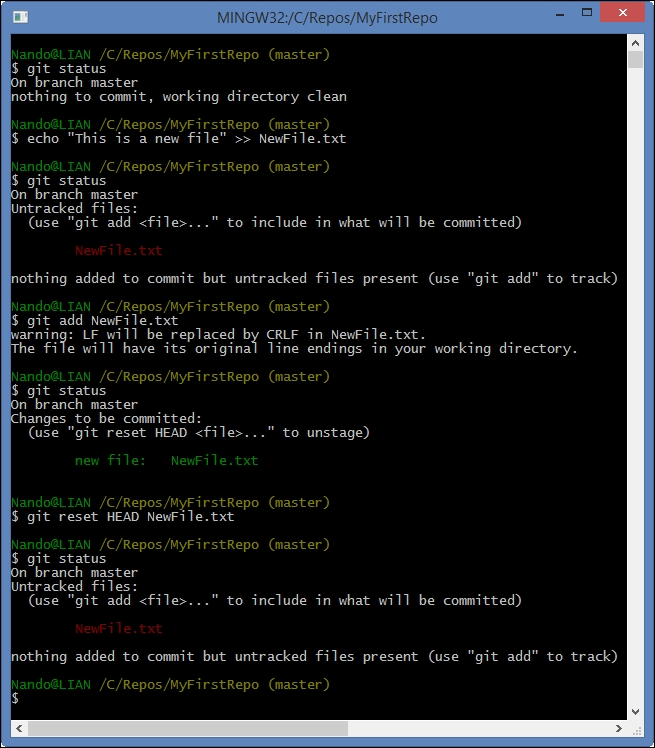 MINGW32:/C/Repos/MyFirstRepo
Nando@LIAN /C/Repos/MyFirstRepo (master)
$ git status
On branch master
nothing to commit, working directory clean
Nando@LIAN /C/Repos/MyFirstRepo (master)
$ echo "This is a new file" >> NewFile.txt
Nando@LIAN /C/Repos/MyFirstRepo (master)
$ git status
On branch master
Untracked files:
  (use "git add <file>..." to include in what will be committed)
        NewFile.txt
nothing added to commit but untracked files present (use "git add" to track)
Nando@LIAN /C/Repos/MyFirstRepo (master)
$ git add NewFile.txt
warning: LF will be replaced by CRLF in NewFile.txt.
The file will have its original line endings in your working directory.
Nando@LIAN /C/Repos/MyFirstRepo (master)
$ git status
On branch master
Changes to be committed:
  (use "git reset HEAD <file>..." to unstage)
        new file:   NewFile.txt
Nando@LIAN /C/Repos/MyFirstRepo (master)
$ git reset HEAD NewFile.txt
Nando@LIAN /C/Repos/MyFirstRepo (master)
$ git status
On branch master
Untracked files:
  (use "git add <file>..." to include in what will be committed)
        NewFile.txt
nothing added to commit but untracked files present (use "git add" to track)
Nando@LIAN /C/Repos/MyFirstRepo (master)
$